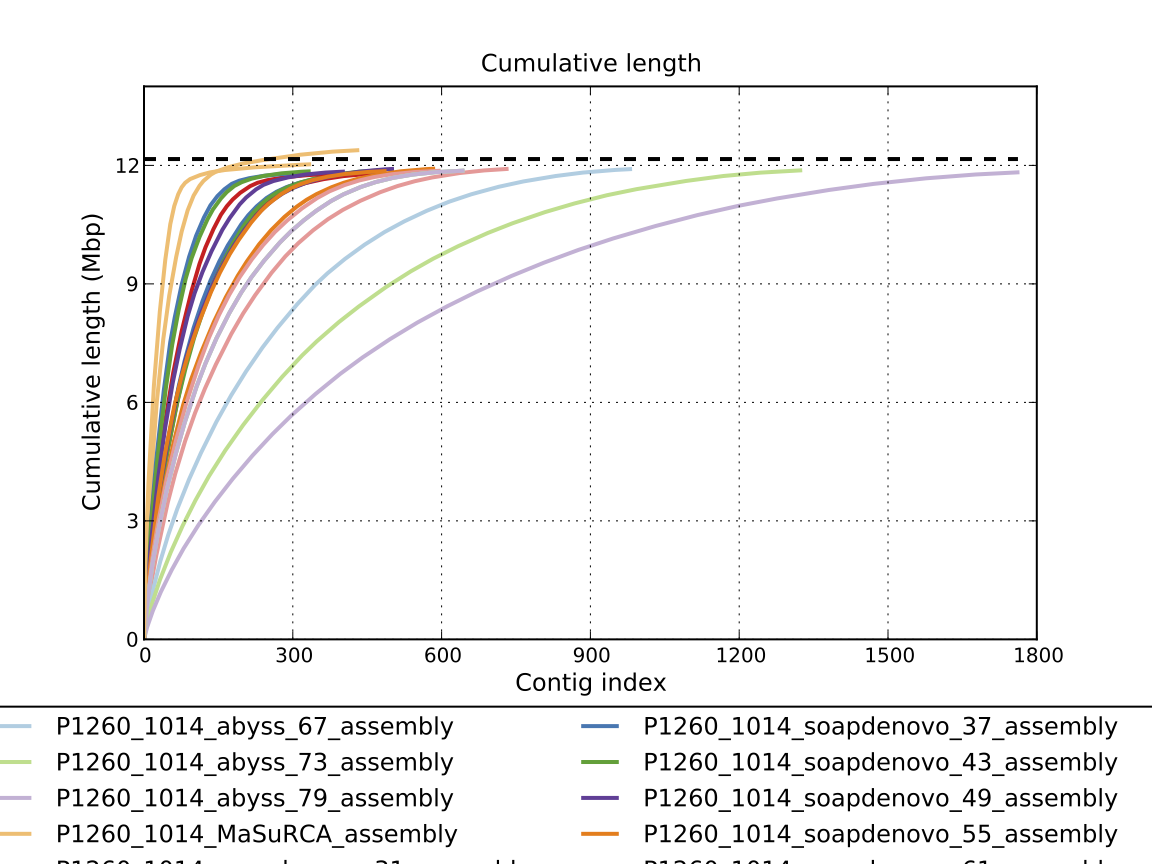 Cumulative length
Cumulative length (Mbp)
12
9
6
3
0
0 300 600 900 1200 1500 1800
Contig index
P1260_1014_abyss_67_assembly
P1260_1014_abyss_73_assembly
P1260_1014_abyss_79_assembly
P1260_1014_MaSuRCA_assembly
P1260_1014_soapdenovo_37_assembly
P1260_1014_soapdenovo_43_assembly
P1260_1014_soapdenovo_49_assembly
P1260_1014_soapdenovo_55_assembly